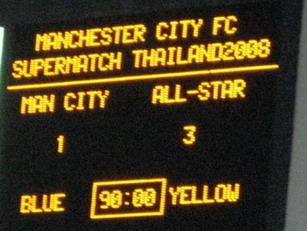 MANCHESTER CITY FC
SUPERMATCH THAILAND2008
MAN CITY ALL-STAR
1 3
BLUE 90:00 YELLOW